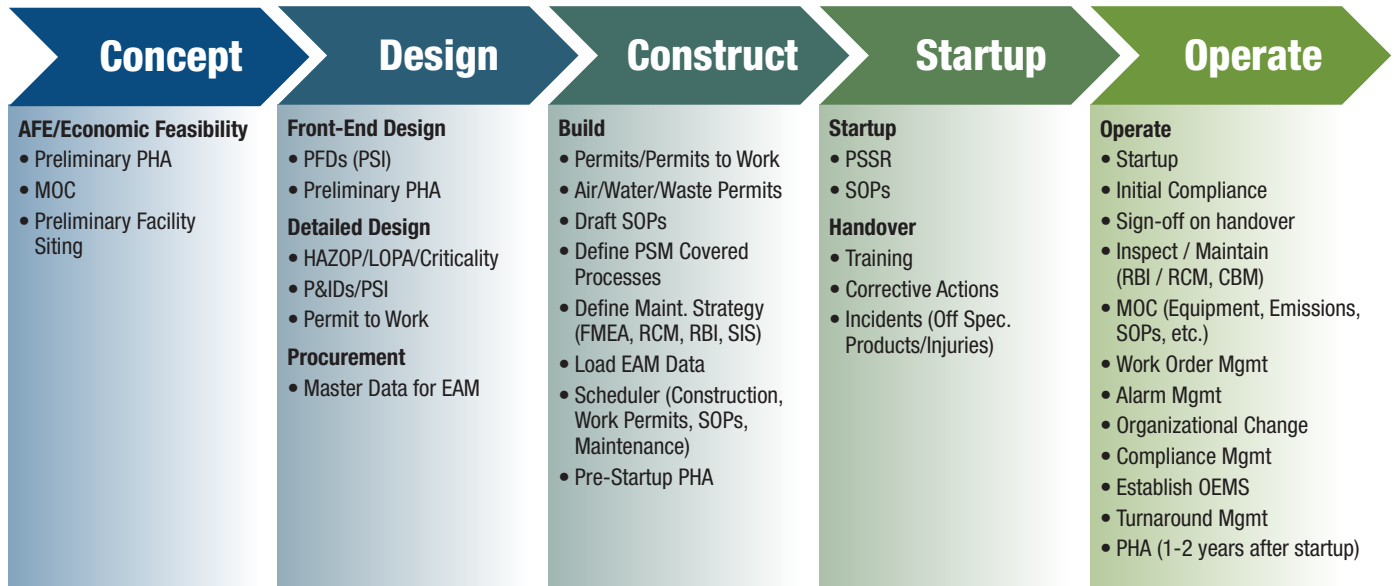 Concept
AFE/Economic Feasibility
• Preliminary PHA
• MOC
• Preliminary Facility
Siting
Design
Front-End Design
• PFDs (PSI)
• Preliminary PHA
Detailed Design
• HAZOP/LOPA/Criticality
• P&IDs/PSI
• Permit to Work
Procurement
• Master Data for EAM
Construct
Build
• Permits/Permits to Work
• Air/Water/Waste Permits
• Draft SOPs
• Define PSM Covered
Processes
• Define Maint. Strategy
(FMEA, RCM, RBI, SIS)
• Load EAM Data
• Scheduler (Construction,
Work Permits, SOPs,
Maintenance)
• Pre-Startup PHA
Startup
Startup
• PSSR
• SOPs
Handover
• Training
• Corrective Actions
• Incidents (Off Spec.
Products/Injuries)
Operate
Operate
• Startup
• Initial Compliance
• Sign-off on handover
• Inspect / Maintain
(RBI / RCM, CBM)
• MOC (Equipment, Emissions,
SOPs, etc.)
• Work Order Mgmt
• Alarm Mgmt
• Organizational Change
• Compliance Mgmt
• Establish OEMS
• Turnaround Mgmt
• PHA (1-2 years after startup)